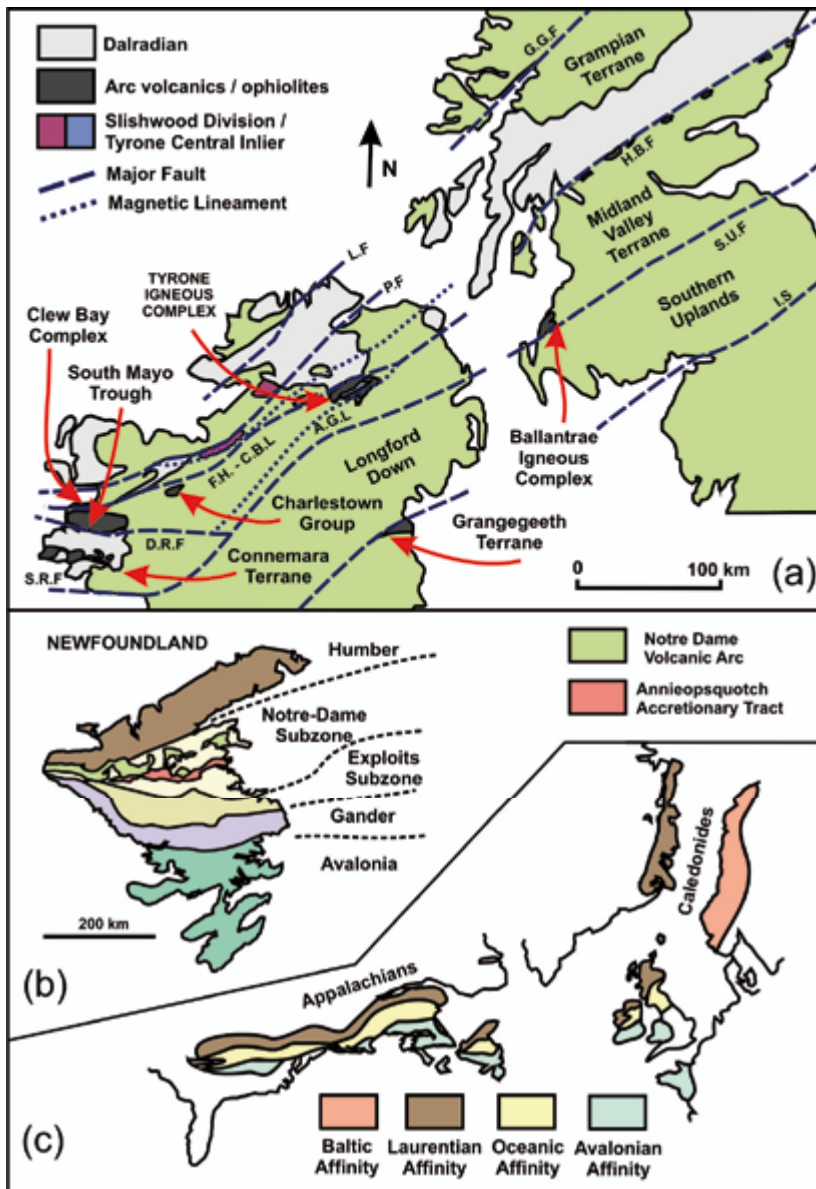 Dalradian
Arc volcanics / ophiolites
Slishwood Division /
Tyrone Central Inlier
Major Fault
Magnetic Lineament
N
G.G.F
Grampian
Terrane
H.B.F
Midland
Valley
Terrane
S.U.F
Southern
Uplands
I.S
L.F
P.F
TYRONE
IGNEOUS
COMPLEX
Clew Bay
Complex
South Mayo
Trough
A.G.L
F.H. - C.B.L
Longford
Down
Ballantrae
Igneous
Complex
Charlestown
Group
Grangegeeth
Terrane
D.R.F
Connemara
Terrane
S.R.F
0 100 km
(a)
NEWFOUNDLAND
Humber
Notre-Dame
Subzone
Exploits
Subzone
Gander
Avalonia
200 km
(b)
Notre Dame
Volcanic Arc
Annieopsquotch
Accretionary Tract
Caledonides
Appalachians
Baltic
Affinity
Laurentian
Affinity
Oceanic
Affinity
Avalonian
Affinity
(c)